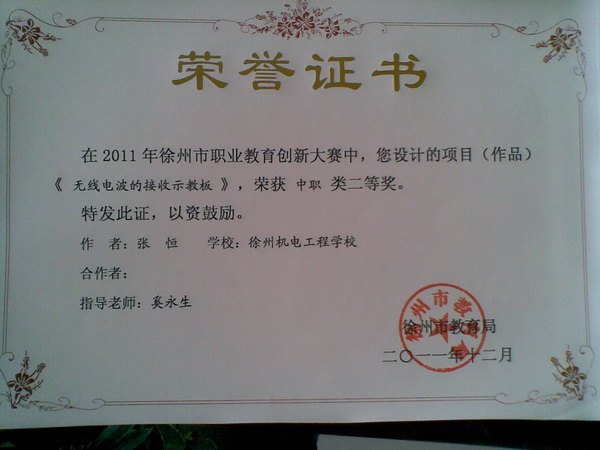 荣誉证书
在2011年徐州市职业教育创新大赛中，您设计的项目（作品）
《 无线电波的接收示教板 》，荣获 中职 类二等奖。
特发此证，以资鼓励。
作 者：张 恒 学校：徐州机电工程学校
合作者：
指导老师：奚永生
徐州市教育局
二〇一一年十二月